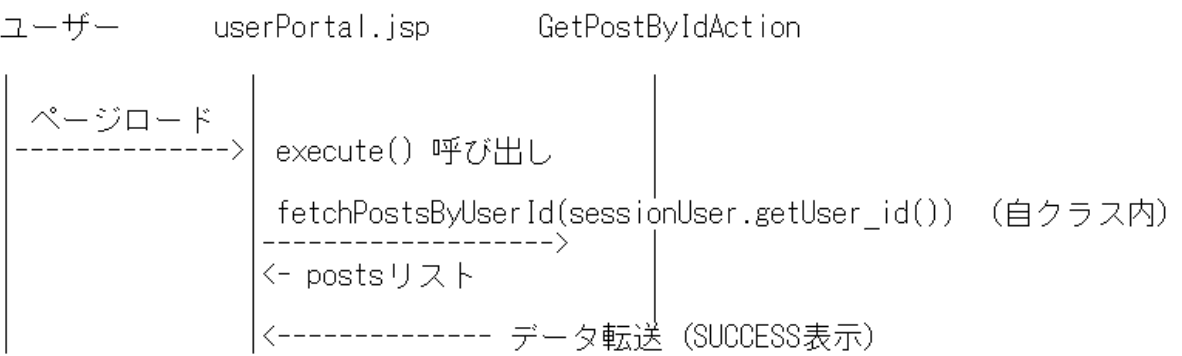 ユーザー userPortal.jsp GetPostByIdAction
ページロード
-------------->
execute() 呼び出し
fetchPostsByUserId(sessionUser.getUser_id()) (自クラス内)
------------------->
<- postsリスト
<-------------- データ転送 (SUCCESS表示)